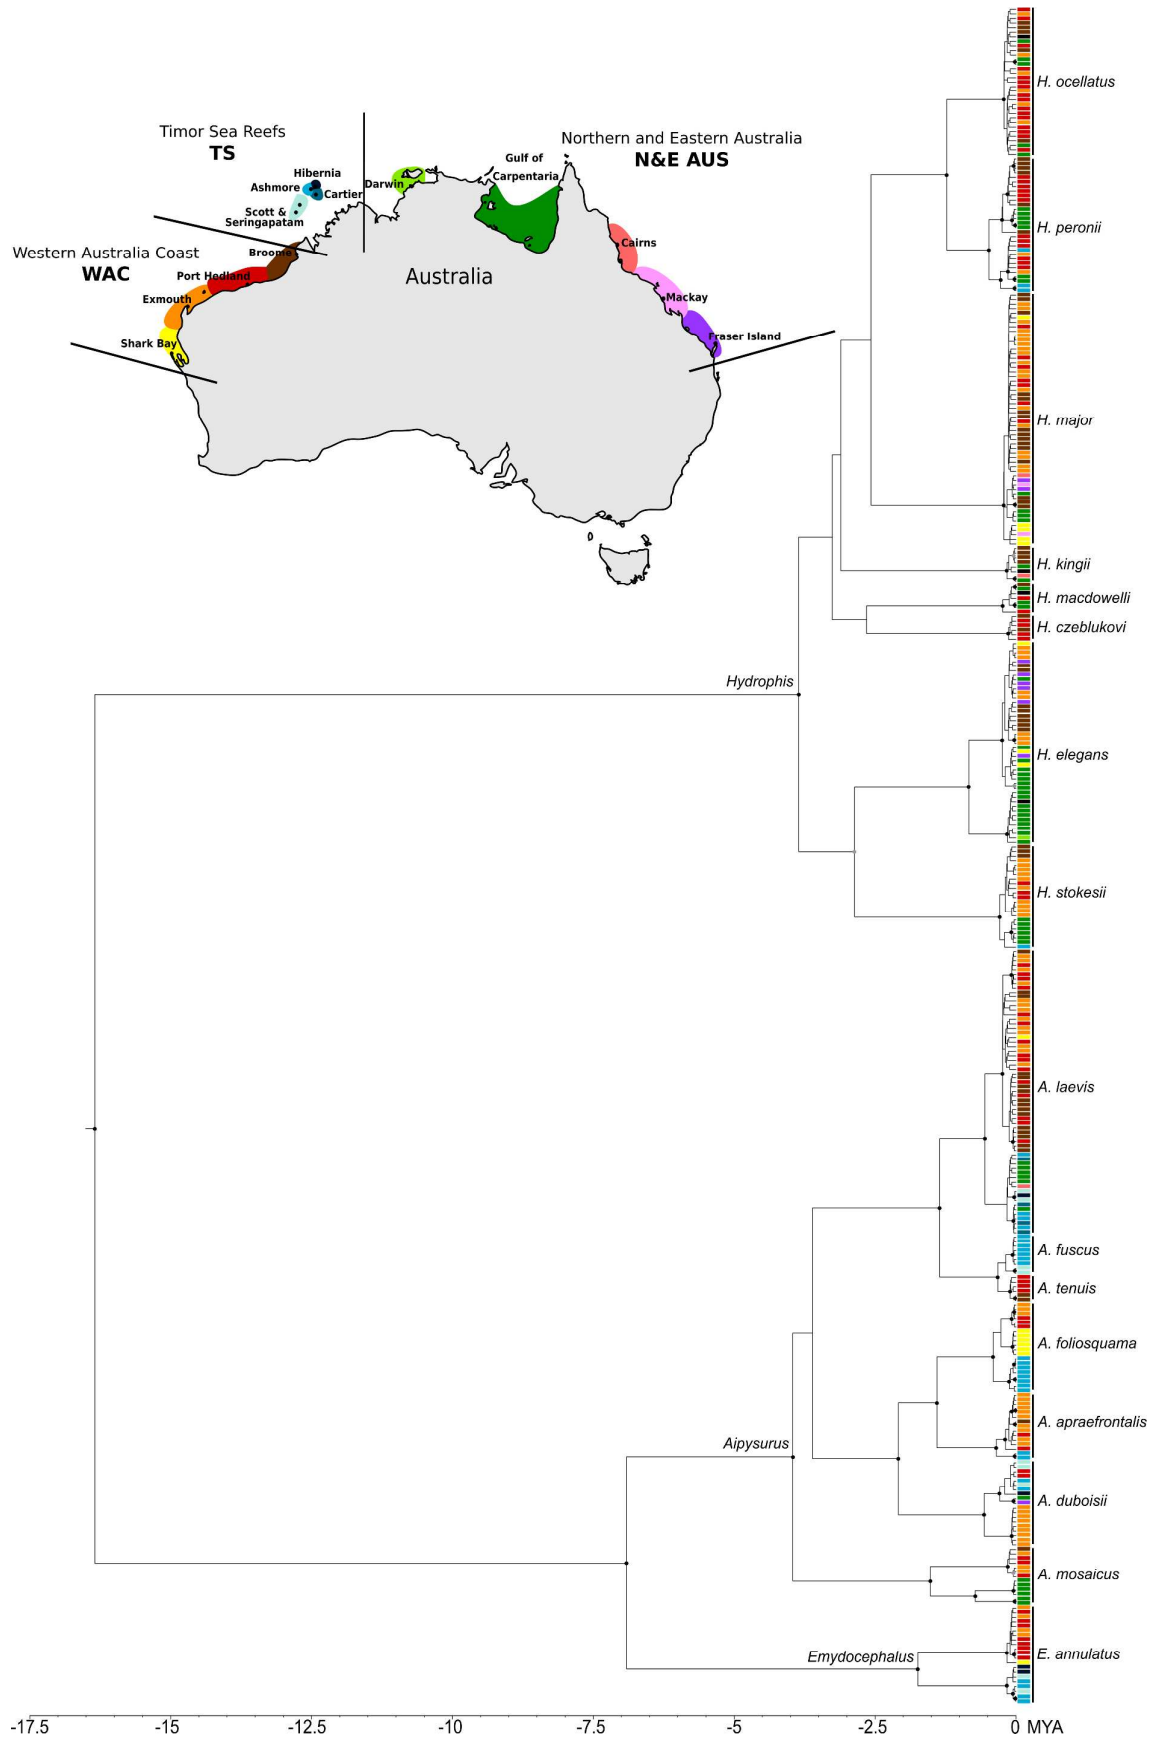 Timor Sea Reefs
TS
Northern and Eastern Australia
N&E AUS
Gulf of
Carpentaria
Hibernia
Ashmore
Cartier
Darwin
Scott &
Seringapatam
Western Australia Coast
WAC
Broome
Port Hedland
Exmouth
Shark Bay
Australia
Cairns
Mackay
Fraser Island
H. ocellatus
H. peronii
H. major
H. kingii
H. macdowelli
H. czeblukovi
Hydrophis
H. elegans
H. stokesii
A. laevis
A. fuscus
A. tenuis
A. foliosquama
A. apraefrontalis
Aipysurus
A. duboisii
A. mosaicus
Emydocephalus
E. annulatus
-17.5 -15 -12.5 -10 -7.5 -5 -2.5 0 MYA